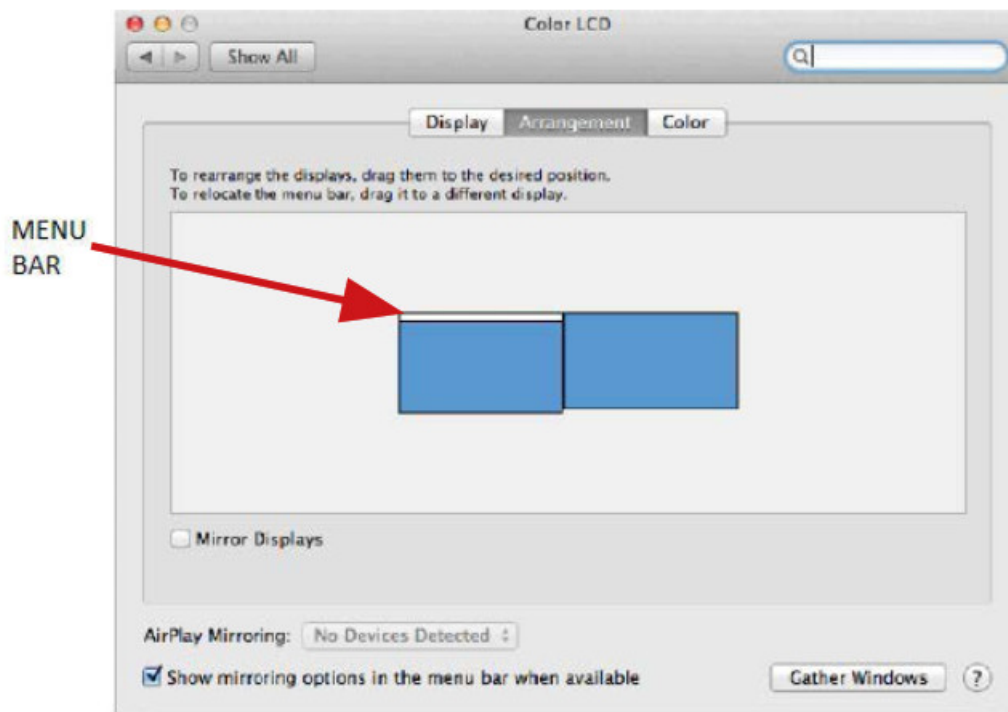 Color LCD
Show All
Display Arrangement Color
To rearrange the displays, drag them to the desired position.
To relocate the menu bar, drag it to a different display.
MENU
BAR
Mirror Displays
AirPlay Mirroring: No Devices Detected
Show mirroring options in the menu bar when available
Gather Windows ?